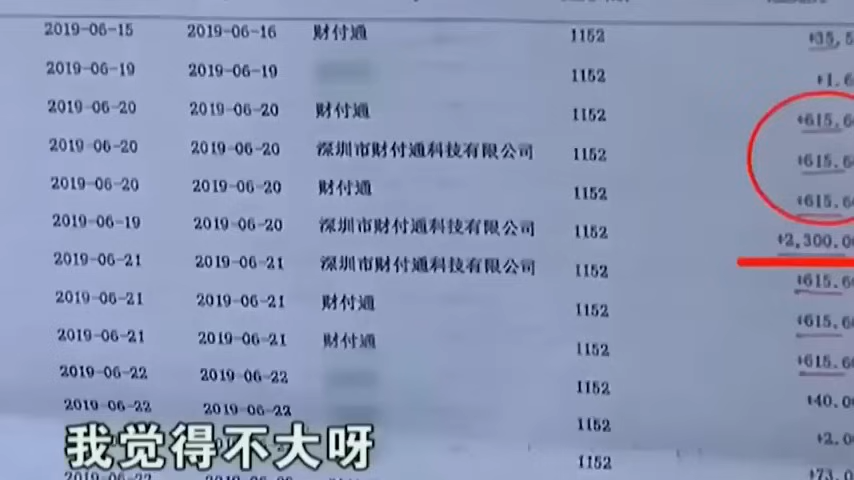 2019-06-15 2019-06-16 财付通 1152 +35,5
2019-06-19 2019-06-19 1152 +1.6
2019-06-20 2019-06-20 财付通 1152 +615.60
2019-06-20 2019-06-20 深圳市财付通科技有限公司 1152 +615.60
2019-06-20 2019-06-20 财付通 1152 +615.60
2019-06-19 2019-06-20 深圳市财付通科技有限公司 1152 +2,300.00
2019-06-21 2019-06-21 深圳市财付通科技有限公司 1152 +615.60
2019-06-21 2019-06-21 财付通 1152 +615.60
2019-06-21 2019-06-21 财付通 1152 +615.60
2019-06-22 2019-06-22 1152 +40.00
2019-06-22 2019-06-22 1152 +2.0
1152 +73.0
我觉得不大呀